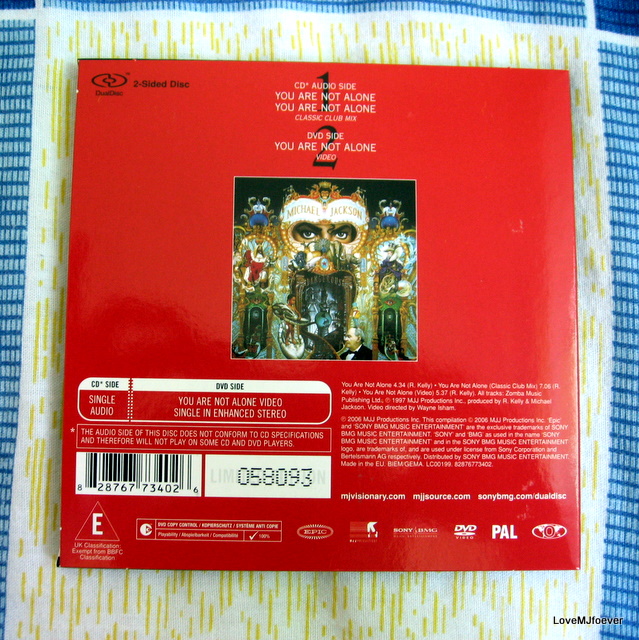 DualDisc
2-Sided Disc
1
CD* AUDIO SIDE
YOU ARE NOT ALONE
YOU ARE NOT ALONE
CLASSIC CLUB MIX
2
DVD SIDE
YOU ARE NOT ALONE
VIDEO
MICHAEL JACKSON
CD* SIDE
DVD SIDE
SINGLE
AUDIO
YOU ARE NOT ALONE VIDEO
SINGLE IN ENHANCED STEREO
* THE AUDIO SIDE OF THIS DISC DOES NOT CONFORM TO CD SPECIFICATIONS
AND THEREFORE WILL NOT PLAY ON SOME CD AND DVD PLAYERS.
You Are Not Alone 4.34 (R. Kelly) • You Are Not Alone (Classic Club Mix) 7.08 (R.
Kelly) • You Are Not Alone (Video) 5.37 (R. Kelly). All tracks: Zomba Music
Publishing Ltd., ℗ 1997 MJJ Productions Inc., produced by R. Kelly & Michael
Jackson. Video directed by Wayne Isham.
© 2006 MJJ Productions Inc. This compilation ℗ 2006 MJJ Productions Inc. 'Epic'
and 'SONY BMG MUSIC ENTERTAINMENT' are the exclusive trademarks of SONY
BMG MUSIC ENTERTAINMENT. 'SONY' and 'BMG' as used in the name 'SONY
BMG MUSIC ENTERTAINMENT' and in the 'SONY BMG MUSIC ENTERTAINMENT'
logo, are trademarks of, and are used under license from Sony Corporation and
Bertelsmann AG respectively. Distributed by SONY BMG MUSIC ENTERTAINMENT.
Made in the EU. BIEM/GEMA. LC00199. 82876773402
8 28767 73402 6
LIMITED EDITION
058093
mjvisionary.com mjjsource.com sonybmg.com/dualdisc
E
UK Classification:
Exempt from BBFC
Classification
DVD COPY CONTROL / KOPIERSCHUTZ / SYSTÈME ANTI COPIE
Playability / Abspielbarkeit / Compatibilité ✓ 100%
EPIC
SONY BMG
MUSIC ENTERTAINMENT
DVD
VIDEO
PAL
LoveMJfoever